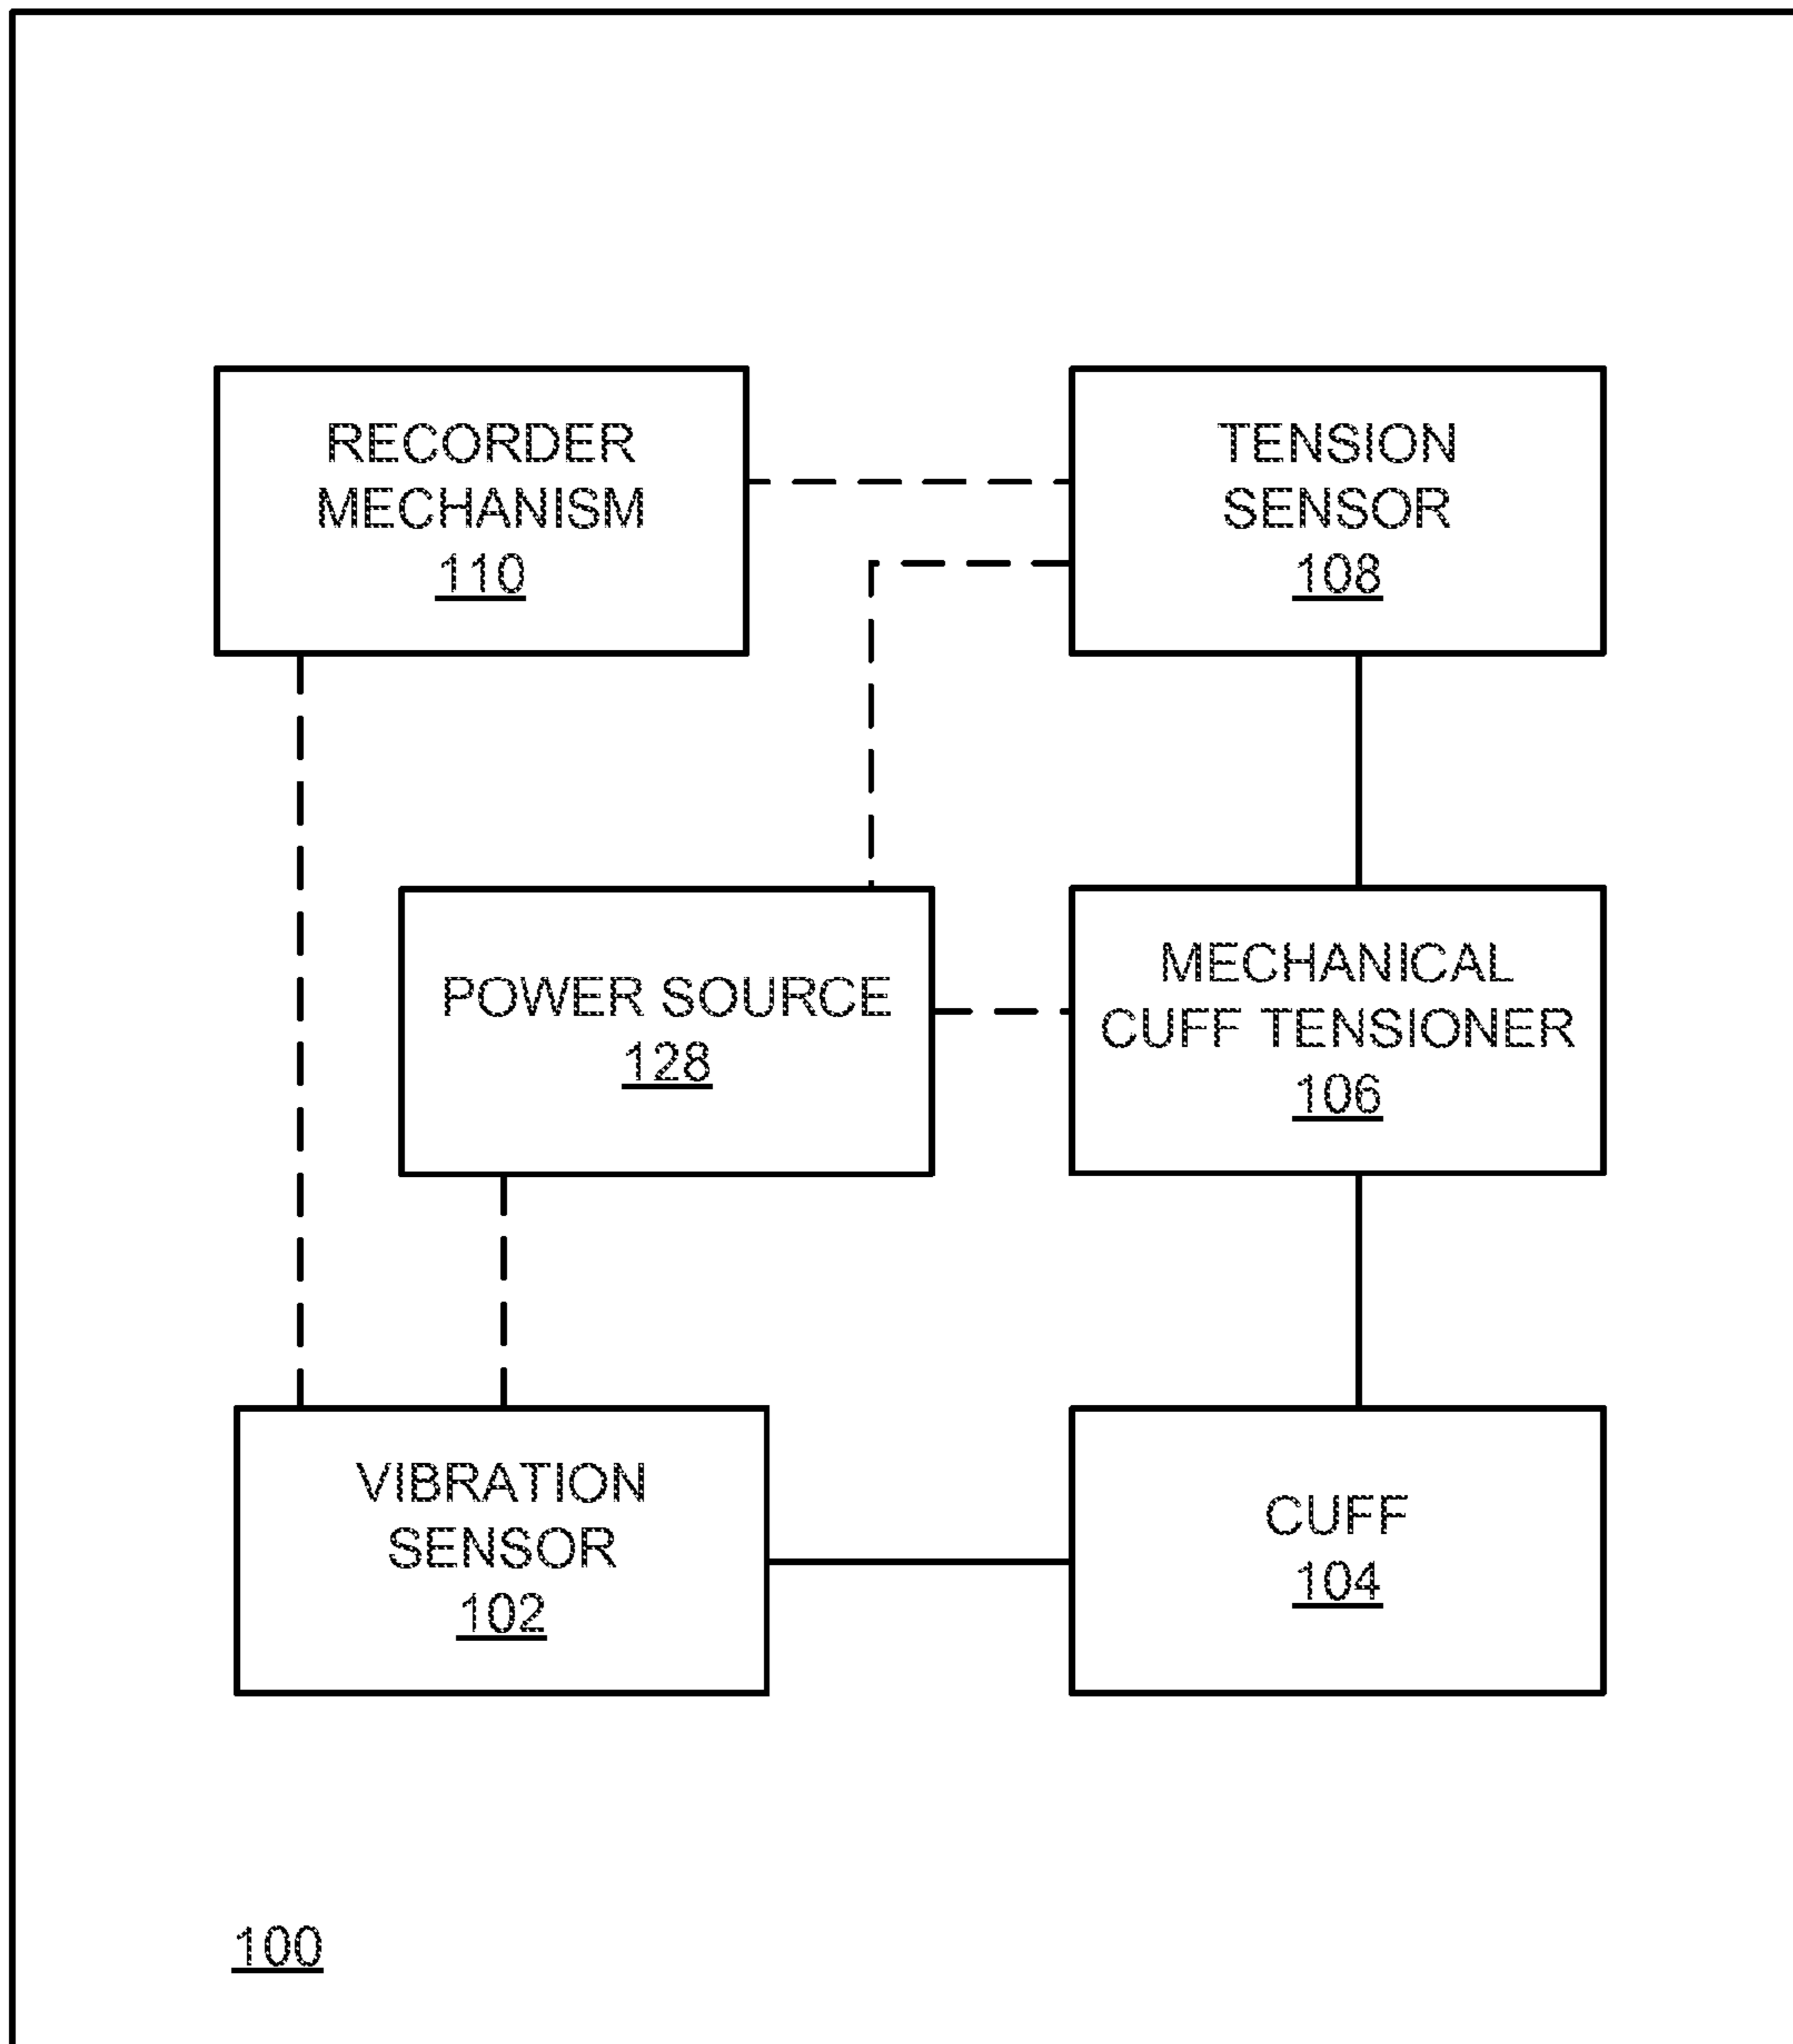 RECORDER
MECHANISM
110
TENSION
SENSOR
108
POWER SOURCE
128
MECHANICAL
CUFF TENSIONER
106
VIBRATION
SENSOR
102
CUFF
104
100